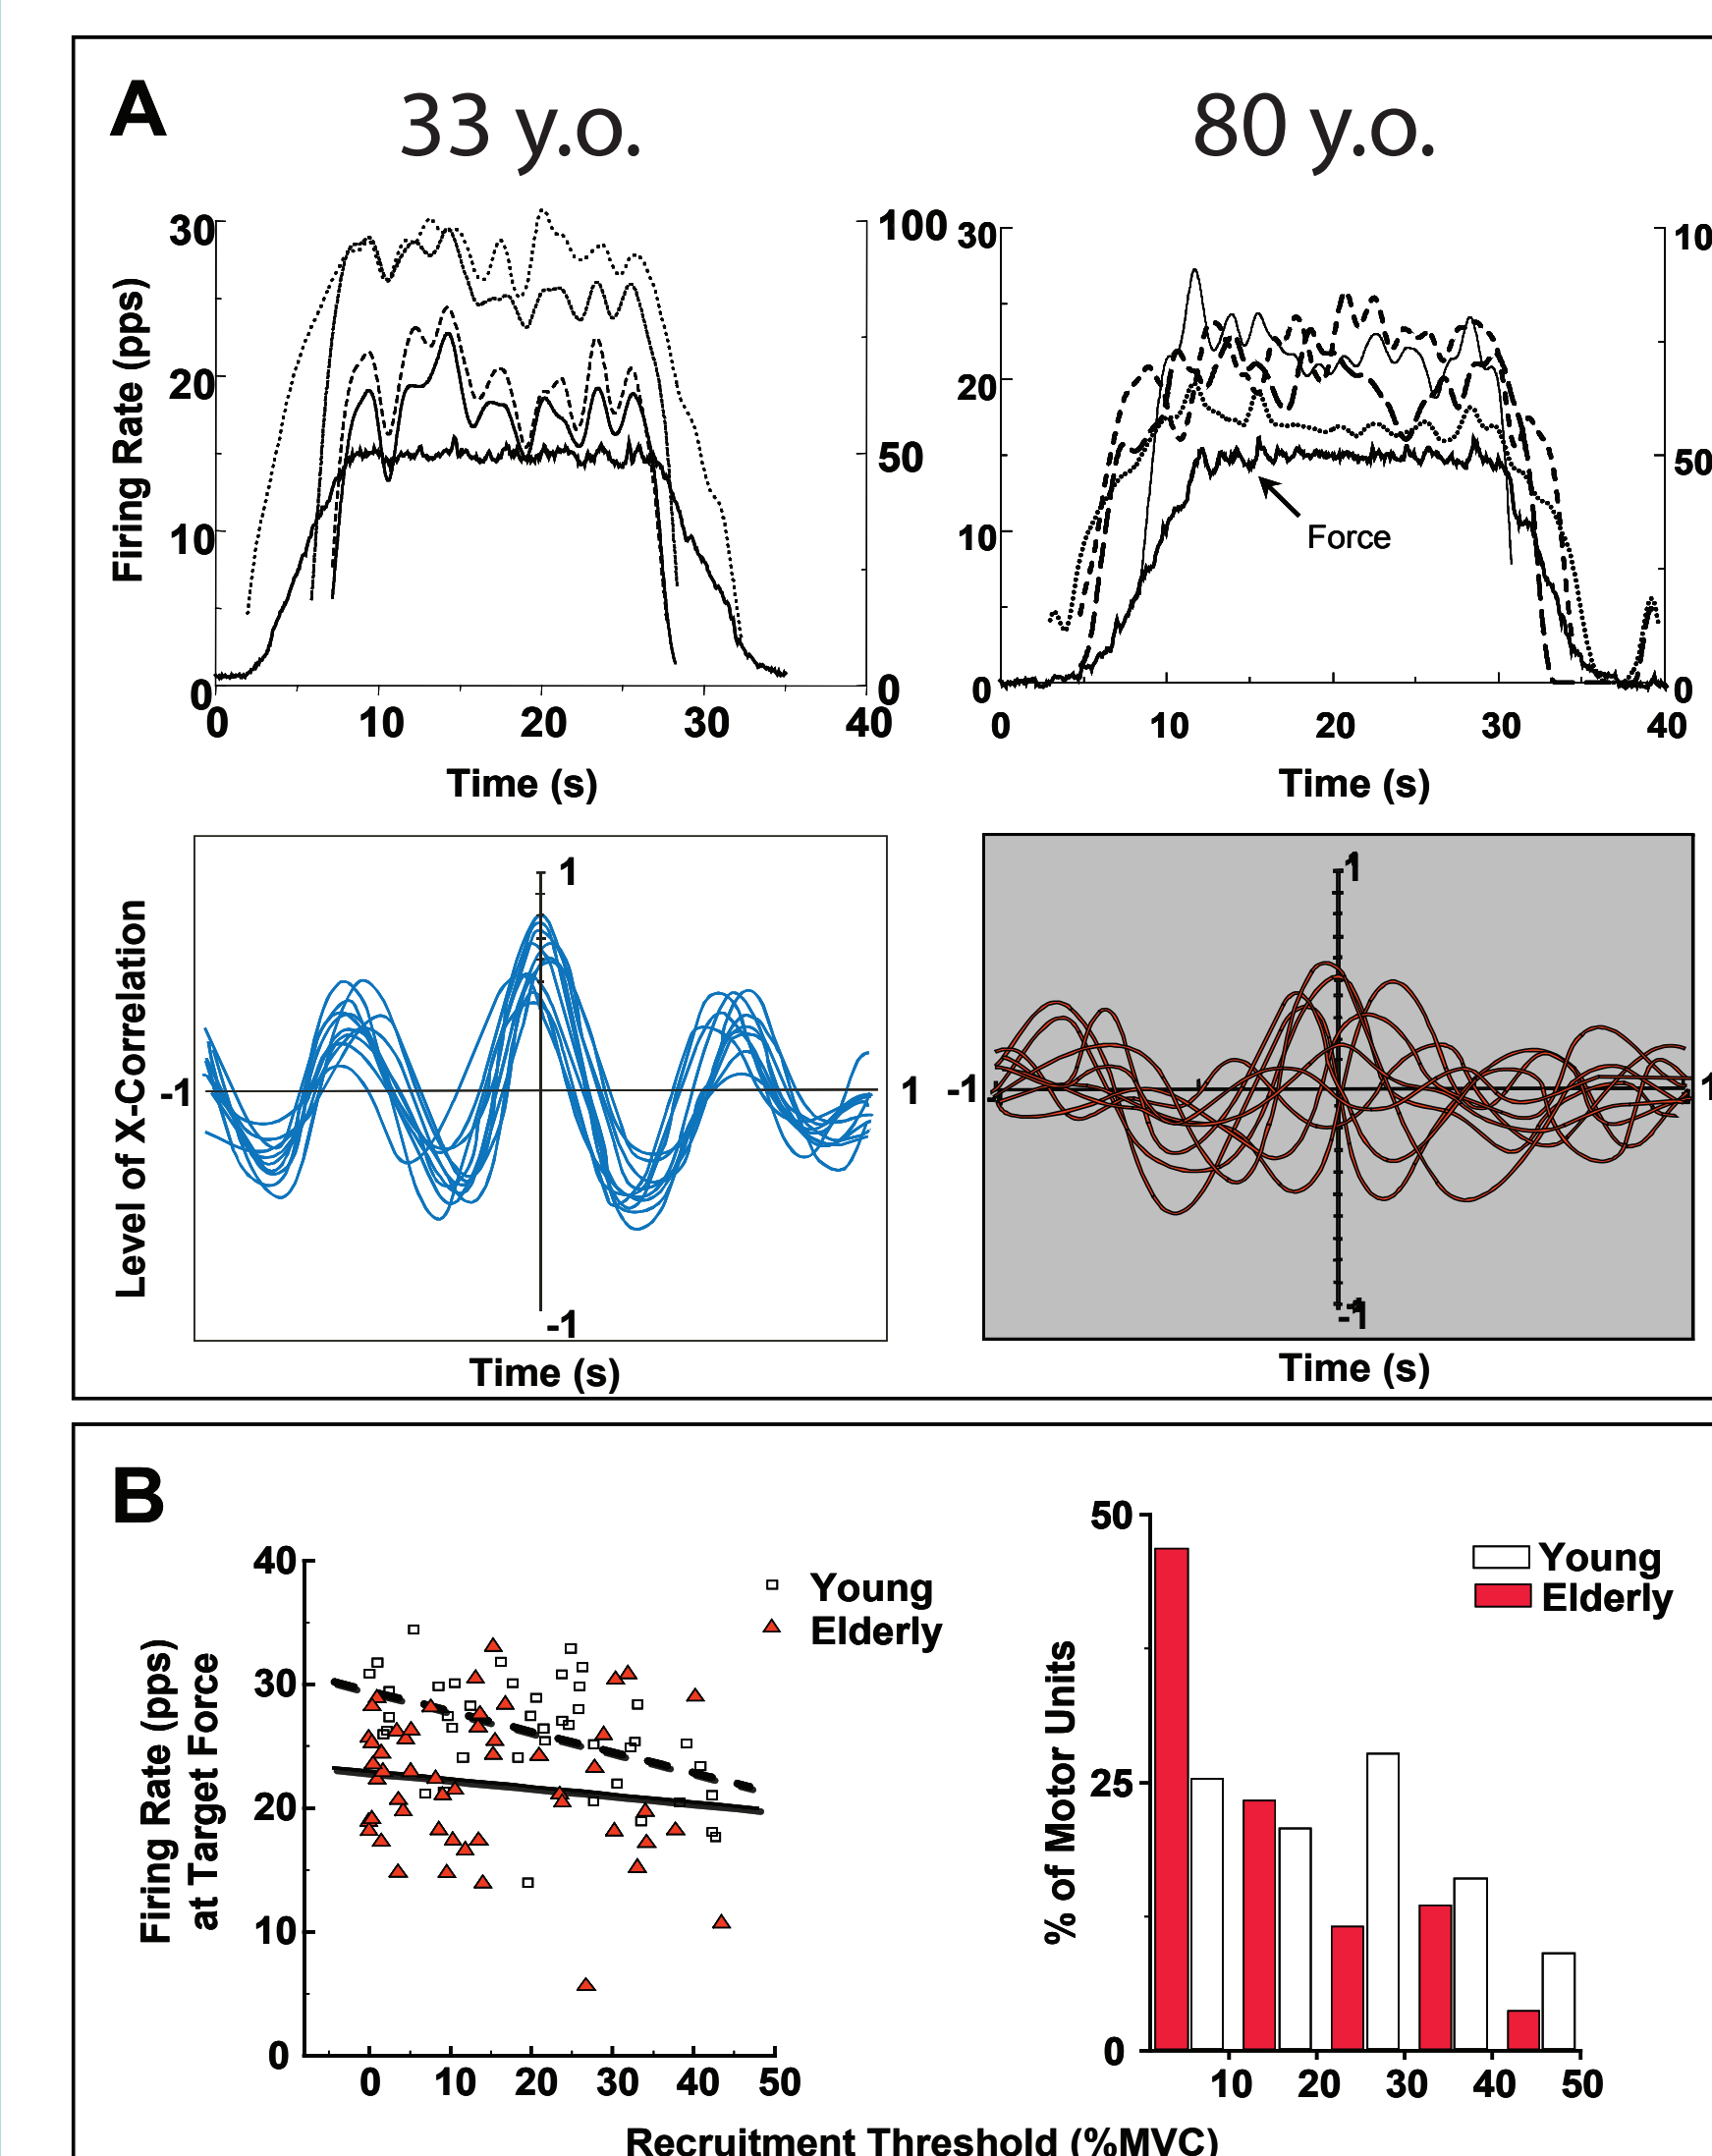 A
33 y.o.
80 y.o.
Firing Rate (pps)
30
20
10
0
100
50
0
0 10 20 30 40
Time (s)
30
20
10
0
10
50
0
Force
0 10 20 30 40
Time (s)
Level of X-Correlation
1
-1
1
-1
Time (s)
1
-1
1
-1
Time (s)
B
Firing Rate (pps)
at Target Force
40
30
20
10
0
Young
Elderly
0 10 20 30 40 50
% of Motor Units
50
25
0
Young
Elderly
10 20 30 40 50
Recruitment Threshold (%MVC)